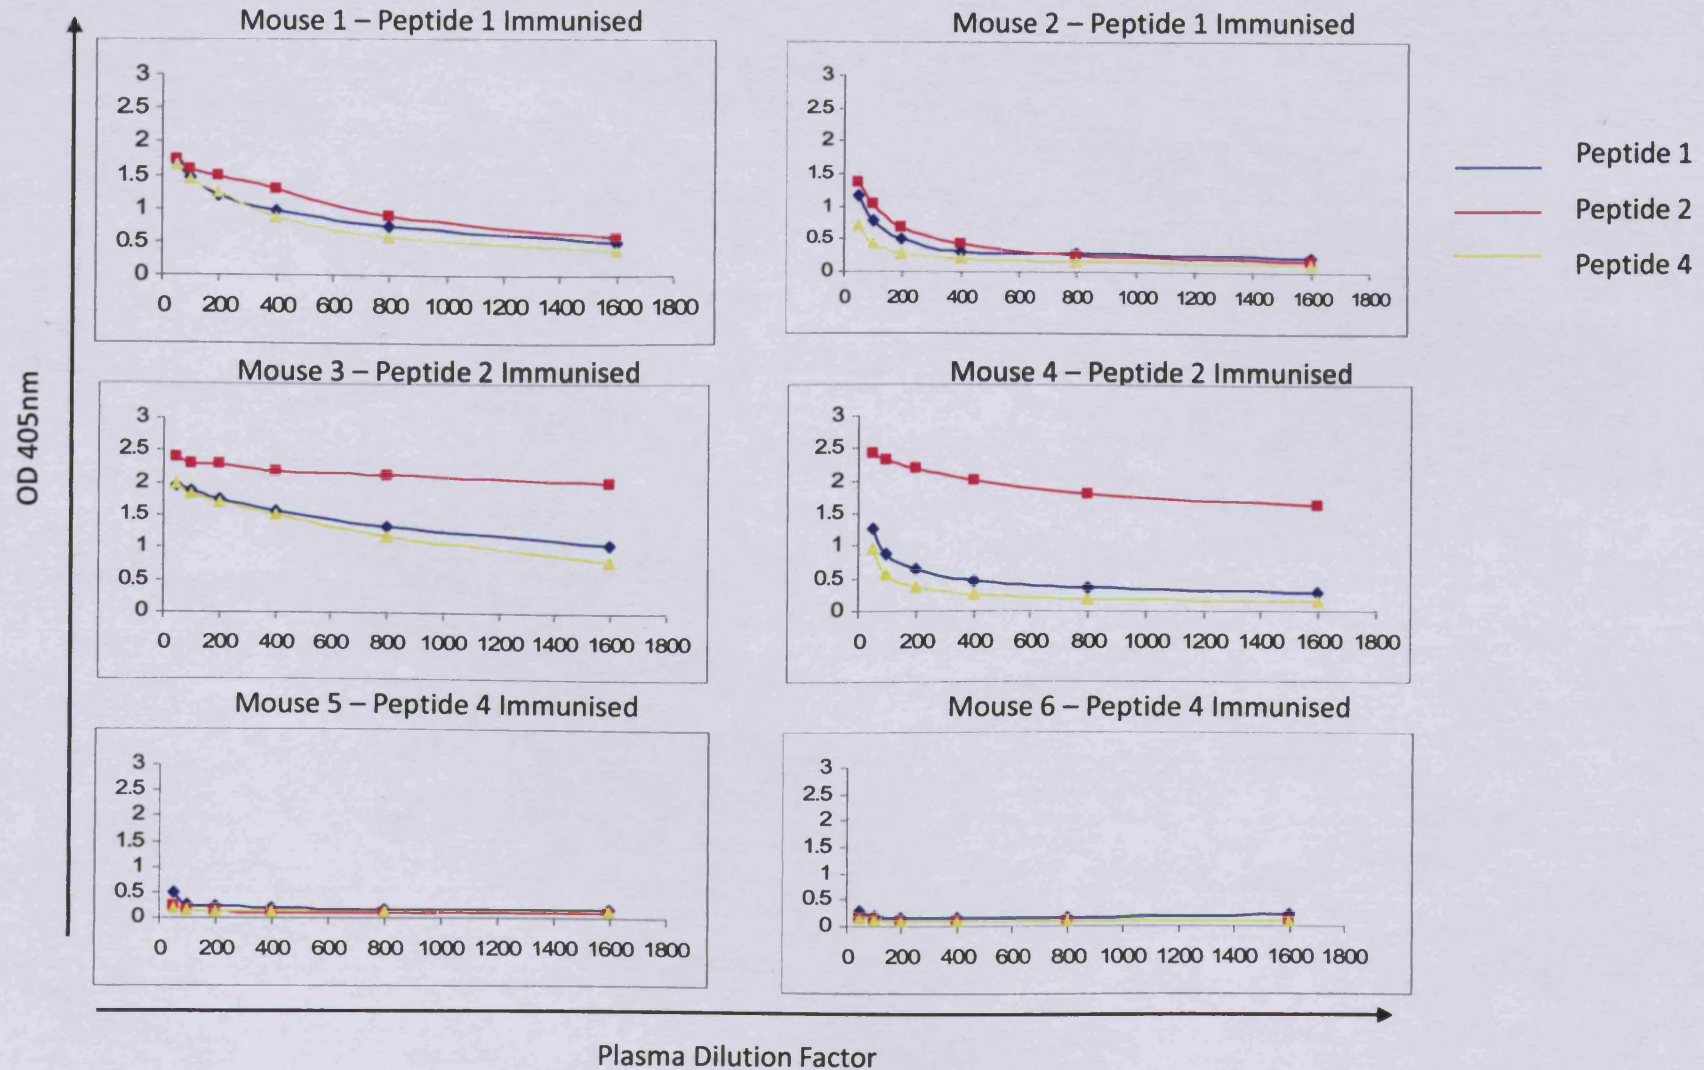 Mouse 1 – Peptide 1 Immunised
3
2.5
2
1.5
1
0.5
0
0 200 400 600 800 1000 1200 1400 1600 1800
Mouse 2 – Peptide 1 Immunised
3
2.5
2
1.5
1
0.5
0
0 200 400 600 800 1000 1200 1400 1600 1800
Peptide 1
Peptide 2
Peptide 4
OD 405nm
Mouse 3 – Peptide 2 Immunised
3
2.5
2
1.5
1
0.5
0
0 200 400 600 800 1000 1200 1400 1600 1800
Mouse 4 – Peptide 2 Immunised
3
2.5
2
1.5
1
0.5
0
0 200 400 600 800 1000 1200 1400 1600 1800
Mouse 5 – Peptide 4 Immunised
3
2.5
2
1.5
1
0.5
0
0 200 400 600 800 1000 1200 1400 1600 1800
Mouse 6 – Peptide 4 Immunised
3
2.5
2
1.5
1
0.5
0
0 200 400 600 800 1000 1200 1400 1600 1800
Plasma Dilution Factor